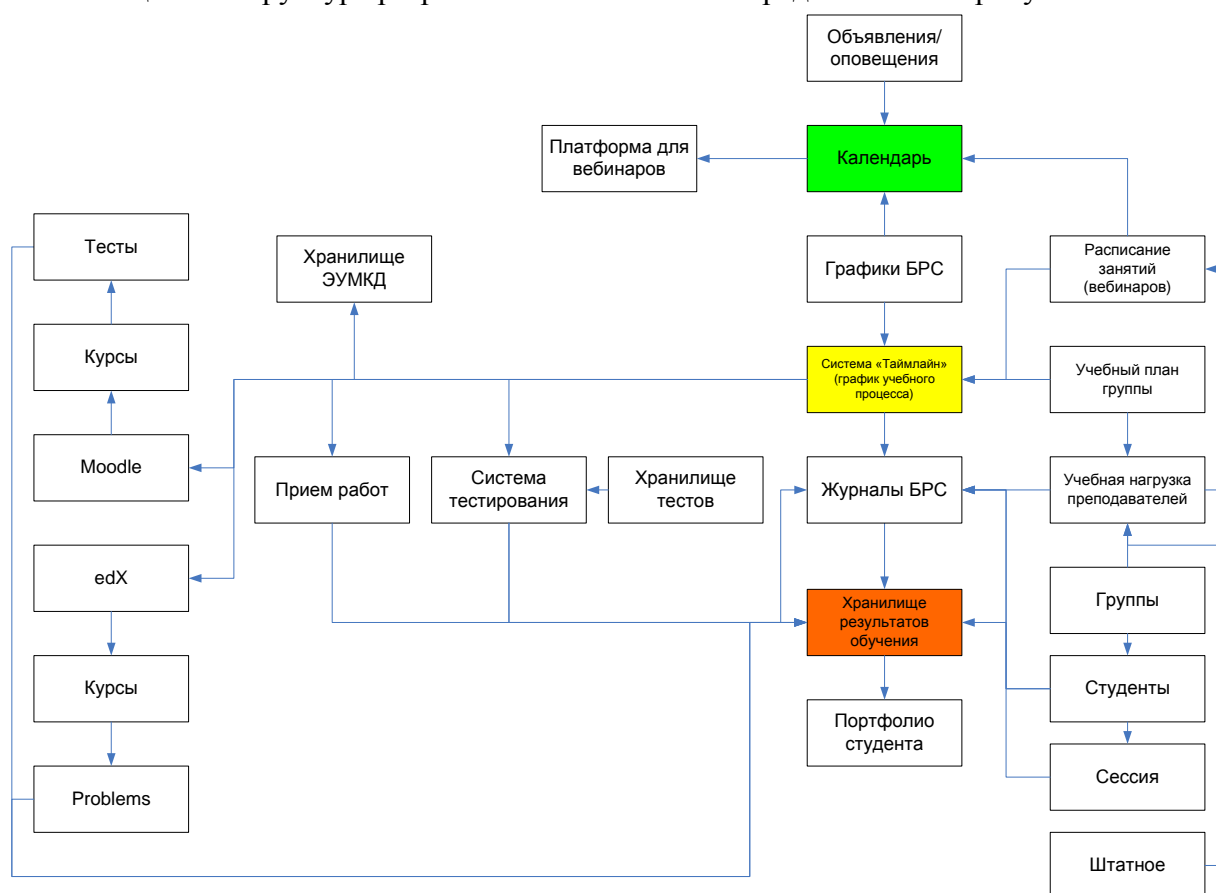 Объявления/
оповещения
Платформа для
вебинаров
Календарь
Тесты
Хранилище
ЭУМКД
Графики БРС
Расписание
занятий
(вебинаров)
Курсы
Система «Таймлайн»
(график учебного
процесса)
Учебный план
группы
Moodle
Прием работ
Система
тестирования
Хранилище
тестов
Журналы БРС
Учебная нагрузка
преподавателей
edX
Хранилище
результатов
обучения
Группы
Курсы
Студенты
Портфолио
студента
Сессия
Problems
Штатное